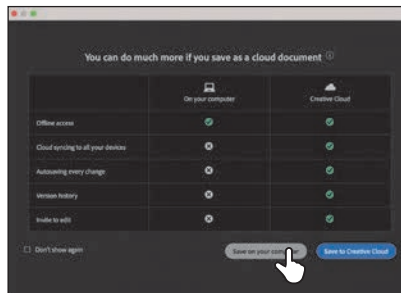 You can do much more if you save as a cloud document
On your computer
Creative Cloud
Offline access
Cloud syncing to all your devices
Autosaving every change
Version history
Invite to edit
Don't show again
Save on your computer
Save to Creative Cloud